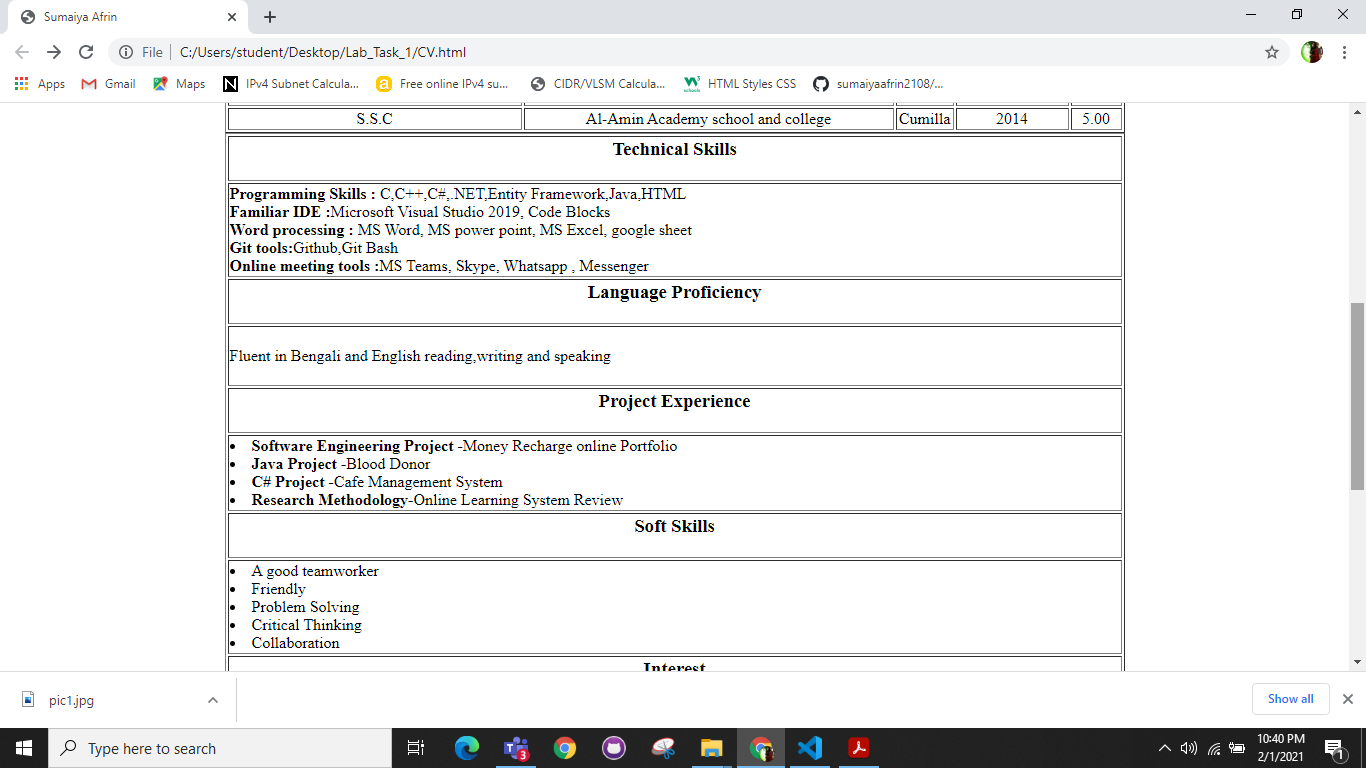 Sumaiya Afrin
File
C:/Users/student/Desktop/Lab_Task_1/CV.html
Apps
Gmail
Maps
IPv4 Subnet Calcula...
Free online IPv4 su...
CIDR/VLSM Calcula...
HTML Styles CSS
sumaiyaafrin2108/...
S.S.C Al-Amin Academy school and college Cumilla 2014 5.00
Technical Skills
Programming Skills : C,C++,C#,.NET,Entity Framework,Java,HTML
Familiar IDE :Microsoft Visual Studio 2019, Code Blocks
Word processing : MS Word, MS power point, MS Excel, google sheet
Git tools:Github,Git Bash
Online meeting tools :MS Teams, Skype, Whatsapp , Messenger
Language Proficiency
Fluent in Bengali and English reading,writing and speaking
Project Experience
• Software Engineering Project -Money Recharge online Portfolio
• Java Project -Blood Donor
• C# Project -Cafe Management System
• Research Methodology-Online Learning System Review
Soft Skills
• A good teamworker
• Friendly
• Problem Solving
• Critical Thinking
• Collaboration
Interest
pic1.jpg
Show all
Type here to search
3
10:40 PM
2/1/2021
1